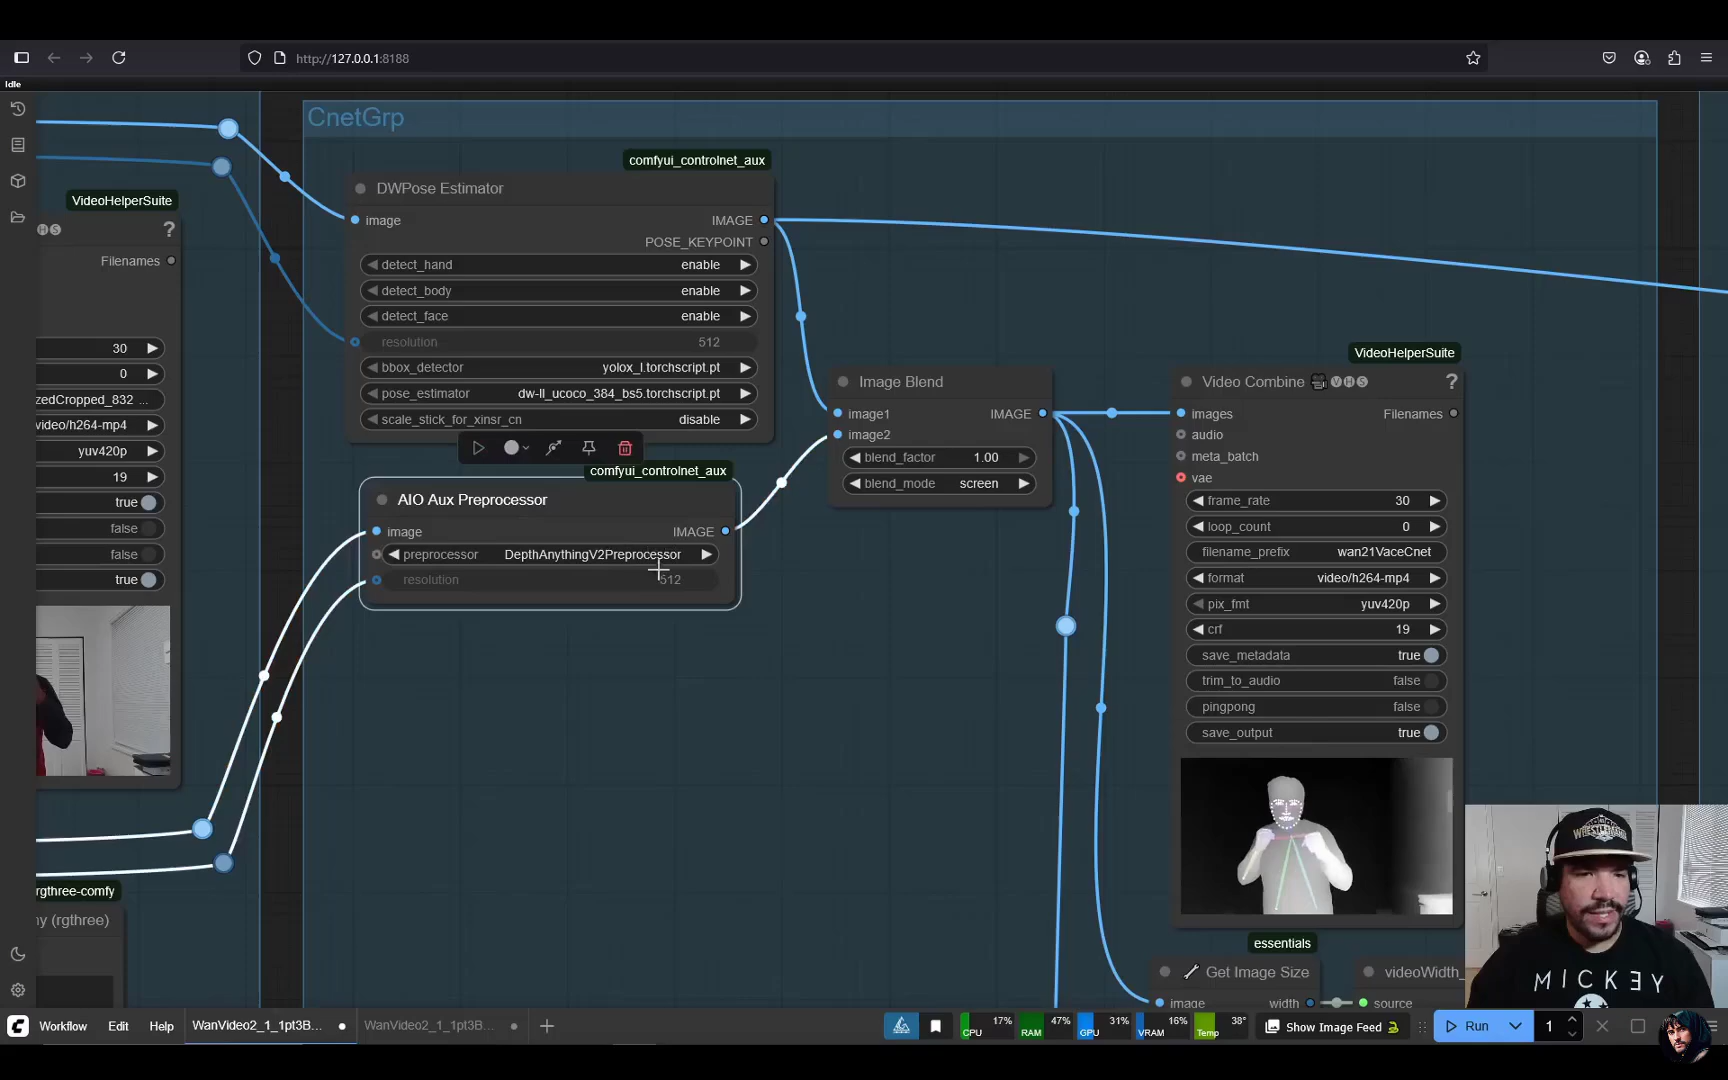 http://127.0.0.1:8188
Idle
CnetGrp
comfyui_controlnet_aux
DWPose Estimator
image
IMAGE
POSE_KEYPOINT
detect_hand
enable
detect_body
enable
detect_face
enable
resolution
512
bbox_detector
yolox_l.torchscript.pt
pose_estimator
dw-ll_ucoco_384_bs5.torchscript.pt
scale_stick_for_xinsr_cn
disable
VideoHelperSuite
?
Filenames
30
0
zedCropped_832 ...
video/h264-mp4
yuv420p
19
true
false
false
true
comfyui_controlnet_aux
AIO Aux Preprocessor
image
IMAGE
preprocessor
DepthAnythingV2Preprocessor
resolution
512
Image Blend
image1
IMAGE
image2
blend_factor
1.00
blend_mode
screen
VideoHelperSuite
Video Combine
VHS
?
images
Filenames
audio
meta_batch
vae
frame_rate
30
loop_count
0
filename_prefix
wan21VaceCnet
format
video/h264-mp4
pix_fmt
yuv420p
crf
19
save_metadata
true
trim_to_audio
false
pingpong
false
save_output
true
rgthree-comfy
ny (rgthree)
essentials
Get Image Size
image
width
videoWidth_
source
MICKEY
Workflow
Edit
Help
WanVideo2_1_1pt3B...
WanVideo2_1_1pt3B...
CPU
17%
RAM
47%
GPU
31%
VRAM
16%
Temp
38°
Show Image Feed
Run
1